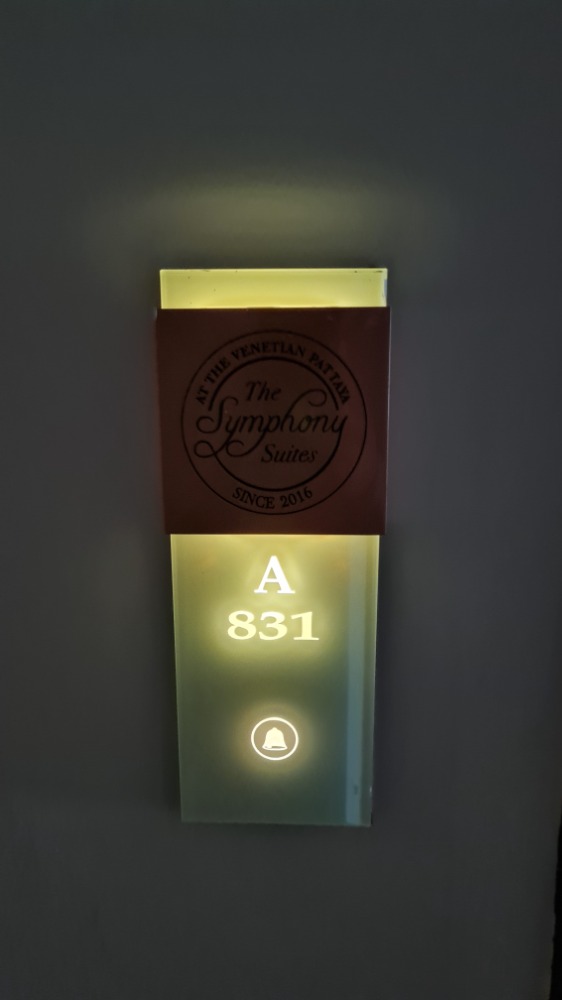 AT THE VENETIAN PATTAYA
The
Symphony
Suites
SINCE 2016
A
831